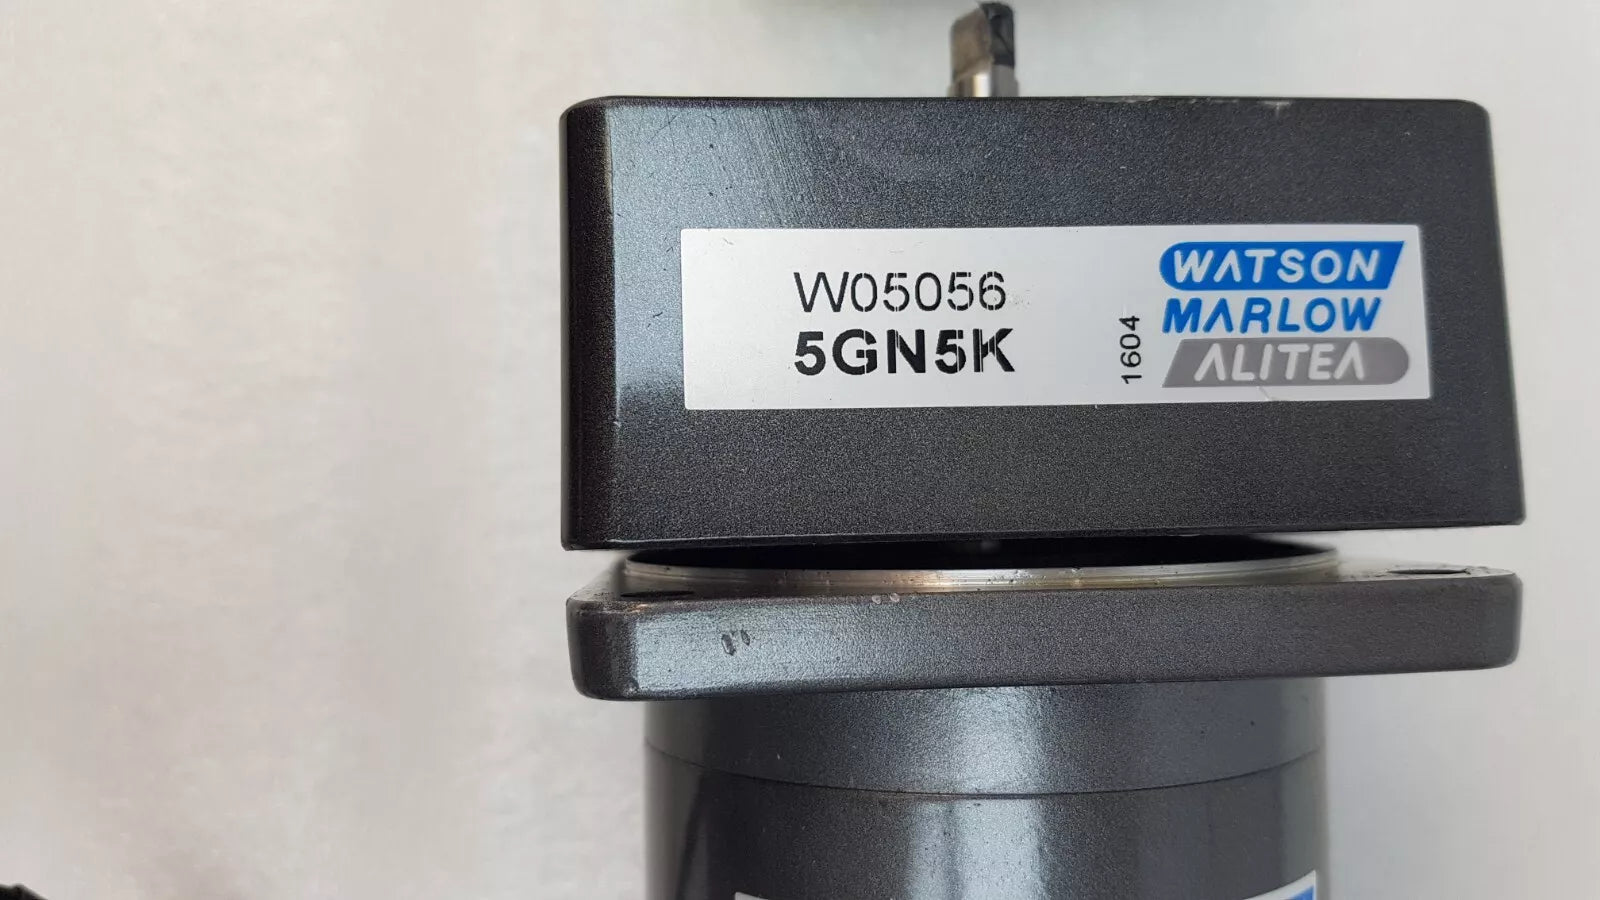 W05056
5GN5K
1604
WATSON
MARLOW
ALITEA